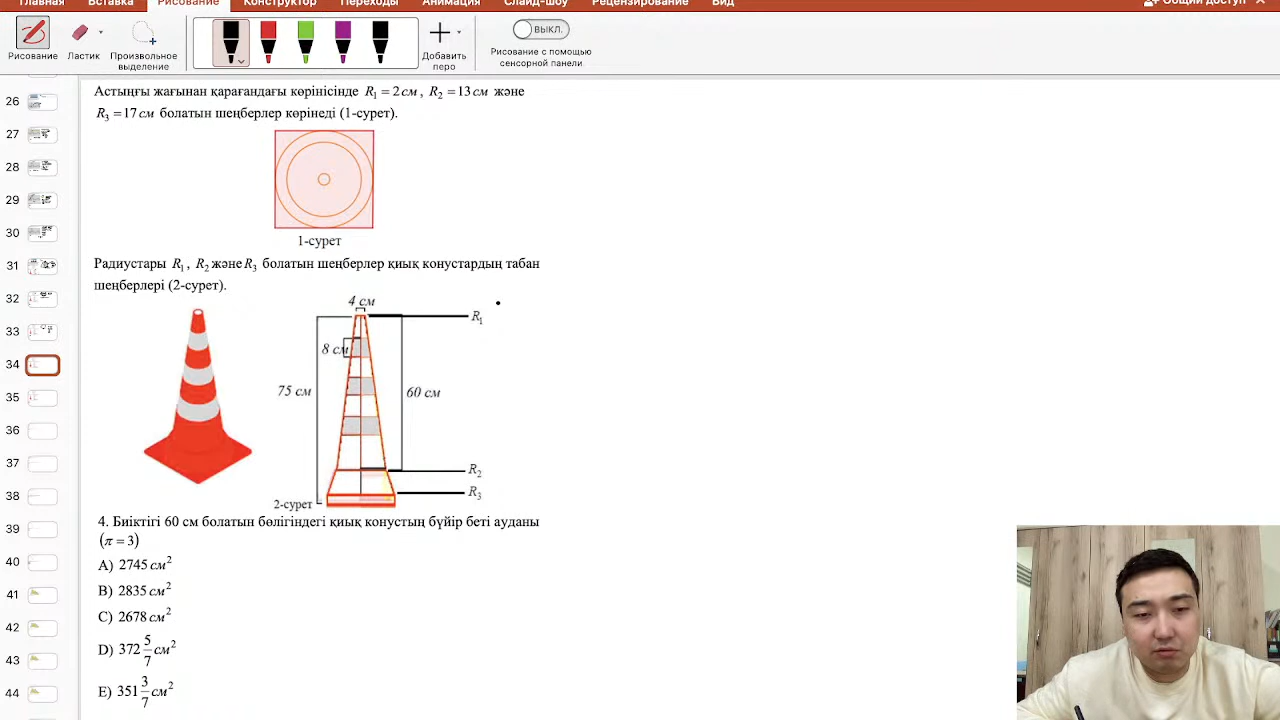 Главная Вставка Рисование Конструктор Переходы Анимация Слайд-шоу Рецензирование Вид Общий доступ
ВЫКЛ.
Рисование Ластик Произвольное выделение Добавить перо Рисование с помощью сенсорной панели
26
27
28
29
30
31
32
33
34
35
36
37
38
39
40
41
42
43
44
Астыңғы жағынан қарағандағы көрінісінде R₁ = 2 см , R₂ = 13 см және
R₃ = 17 см болатын шеңберлер көрінеді (1-сурет).
1-сурет
Радиустары R₁ , R₂ және R₃ болатын шеңберлер қиық конустардың табан
шеңберлері (2-сурет).
4 см
R₁
8 см
75 см
60 см
R₂
R₃
2-сурет
4. Биіктігі 60 см болатын бөлігіндегі қиық конустың бүйір беті ауданы
(π = 3)
A) 2745 см²
B) 2835 см²
C) 2678 см²
D) 372 5/7 см²
E) 351 3/7 см²